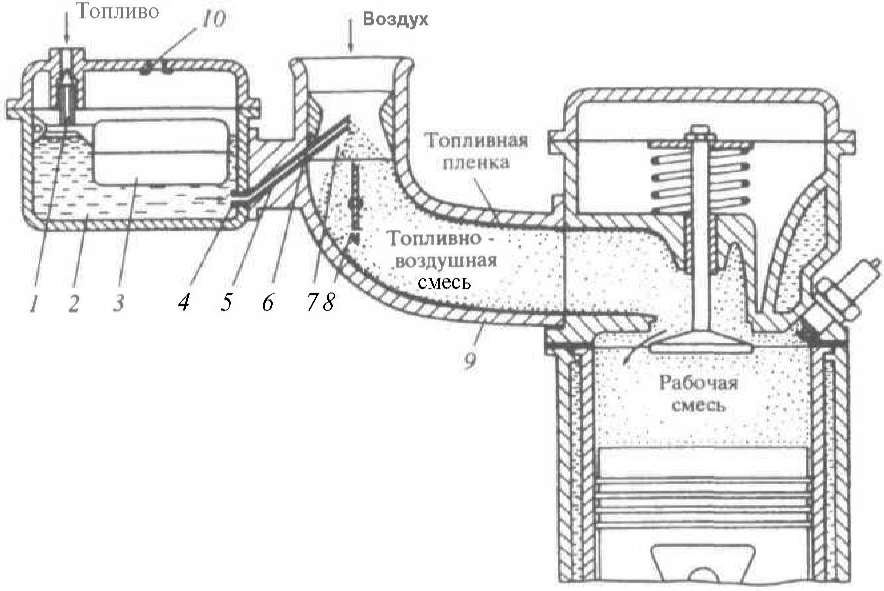 Топливо
10
Воздух
Топливная
пленка
Топливно -
воздушная
смесь
1 2 3 4 5 6 7 8
9
Рабочая
смесь